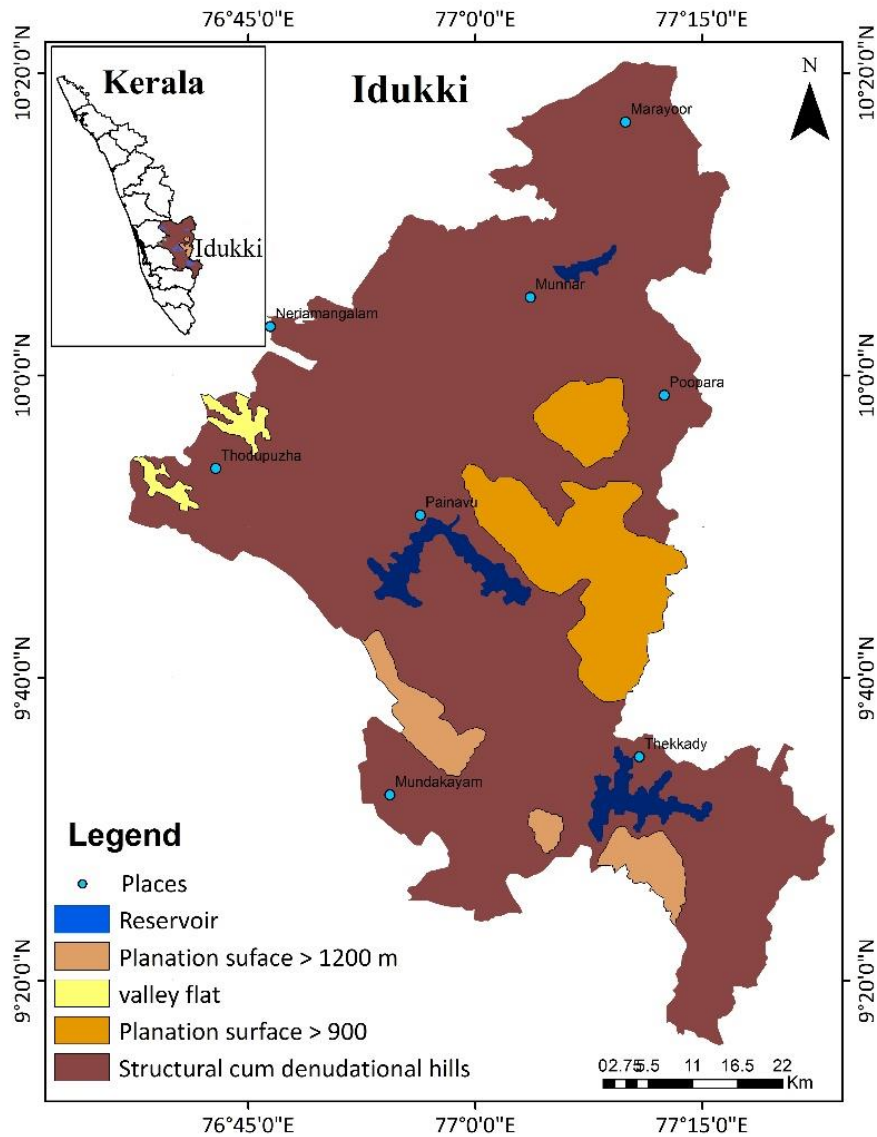 76°45'0"E 77°0'0"E 77°15'0"E
10°20'0"N
10°20'0"N
Kerala
Idukki
Idukki
N
Marayoor
Munnar
Neriamangalam
10°0'0"N
10°0'0"N
Poopara
Thodupuzha
Painavu
9°40'0"N
9°40'0"N
Thekkady
Mundakayam
Legend
Places
Reservoir
Planation suface > 1200 m
valley flat
Planation surface > 900
Structural cum denudational hills
9°20'0"N
9°20'0"N
02.755.5 11 16.5 22
Km
76°45'0"E 77°0'0"E 77°15'0"E